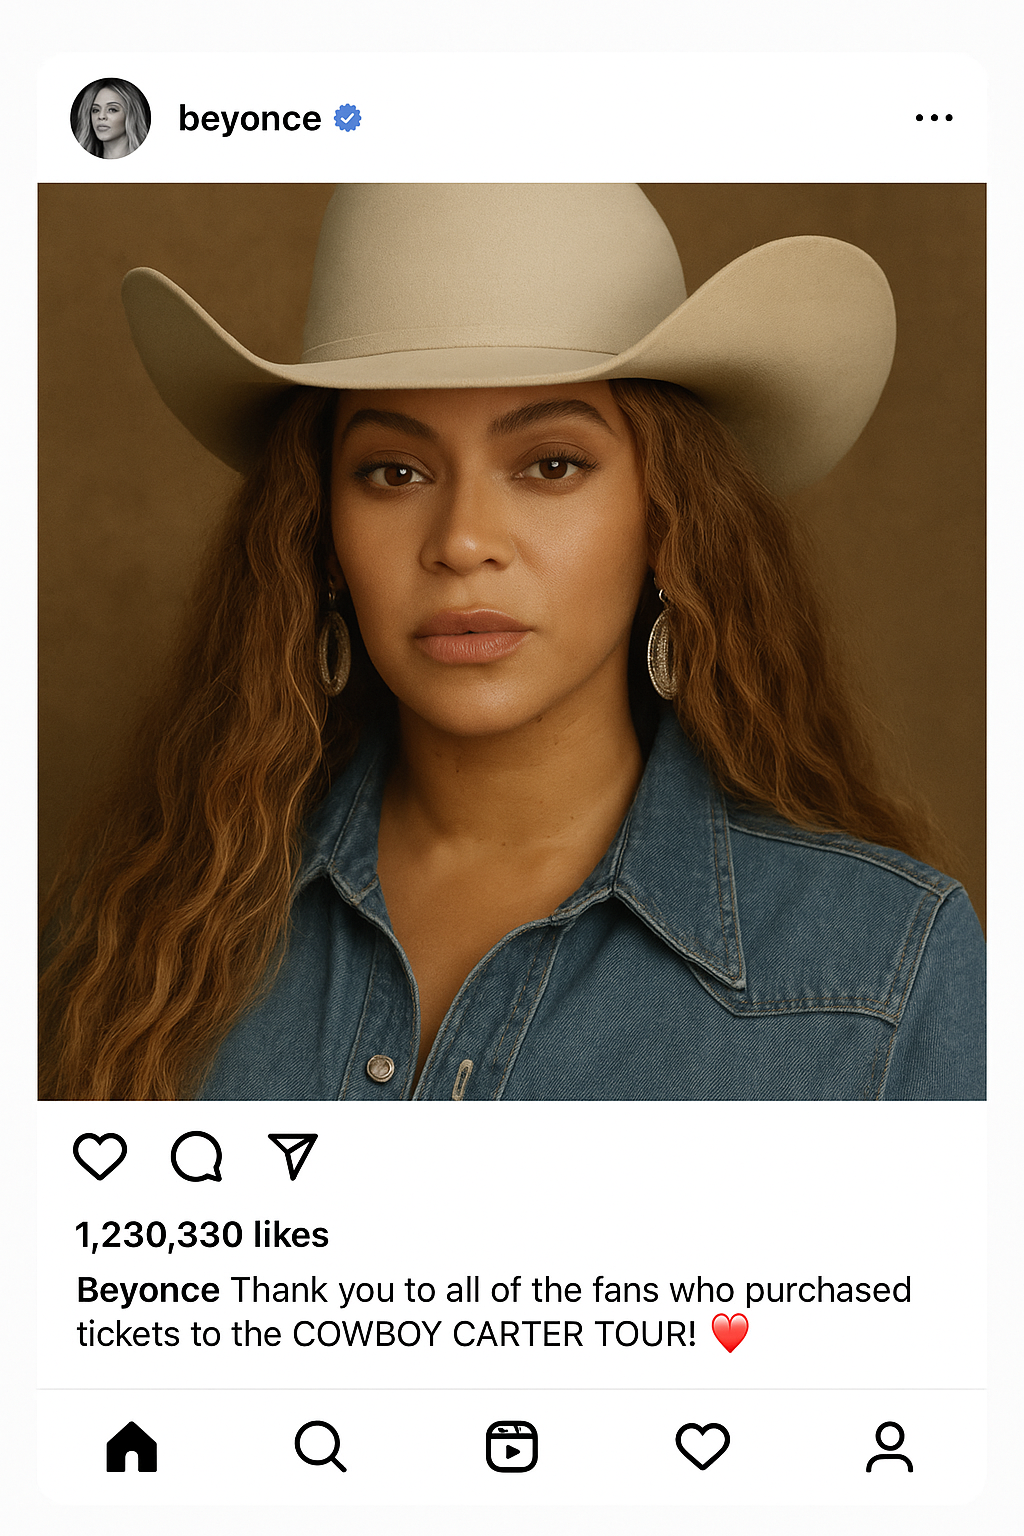 beyonce
1,230,330 likes
Beyonce Thank you to all of the fans who purchased
tickets to the COWBOY CARTER TOUR! ❤️